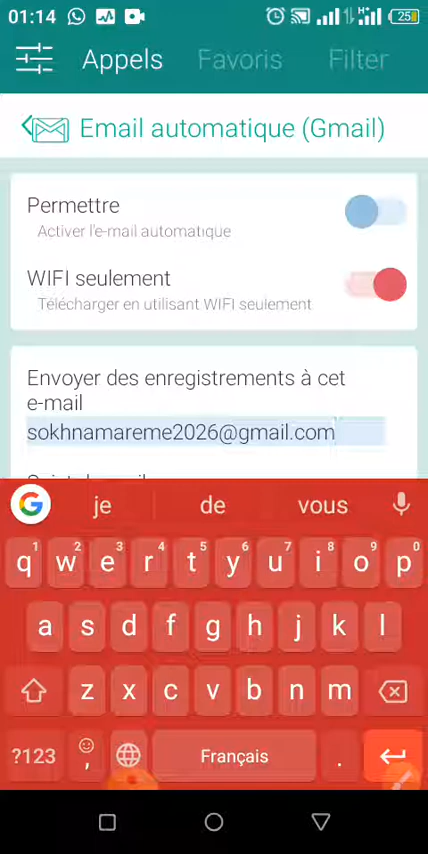 01:14
H
25
Appels Favoris Filter
Email automatique (Gmail)
Permettre
Activer l'e-mail automatique
WIFI seulement
Télécharger en utilisant WIFI seulement
Envoyer des enregistrements à cet
e-mail
sokhnamareme2026@gmail.com
G je de vous
1 2 3 4 5 6 7 8 9 0
q w e r t y u i o p
a s d f g h j k l
z x c v b n m
?123 , Français .